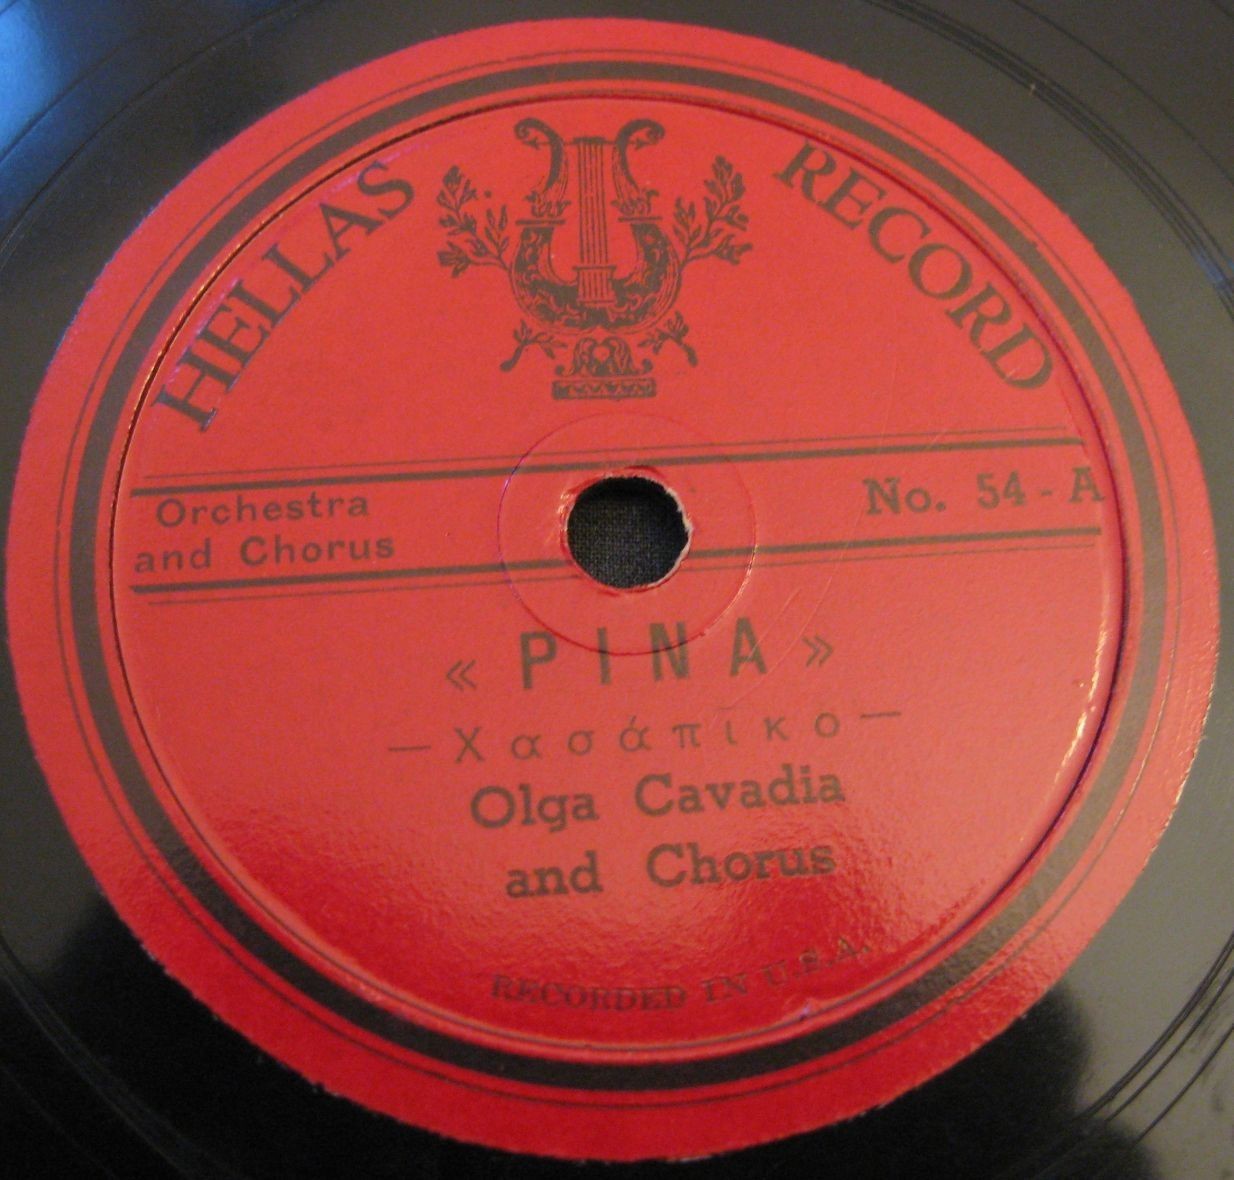 HELLAS RECORD
Orchestra
and Chorus
No. 54 - A
« PINA »
— Χασάπικο —
Olga Cavadia
and Chorus
RECORDED IN U.S.A.